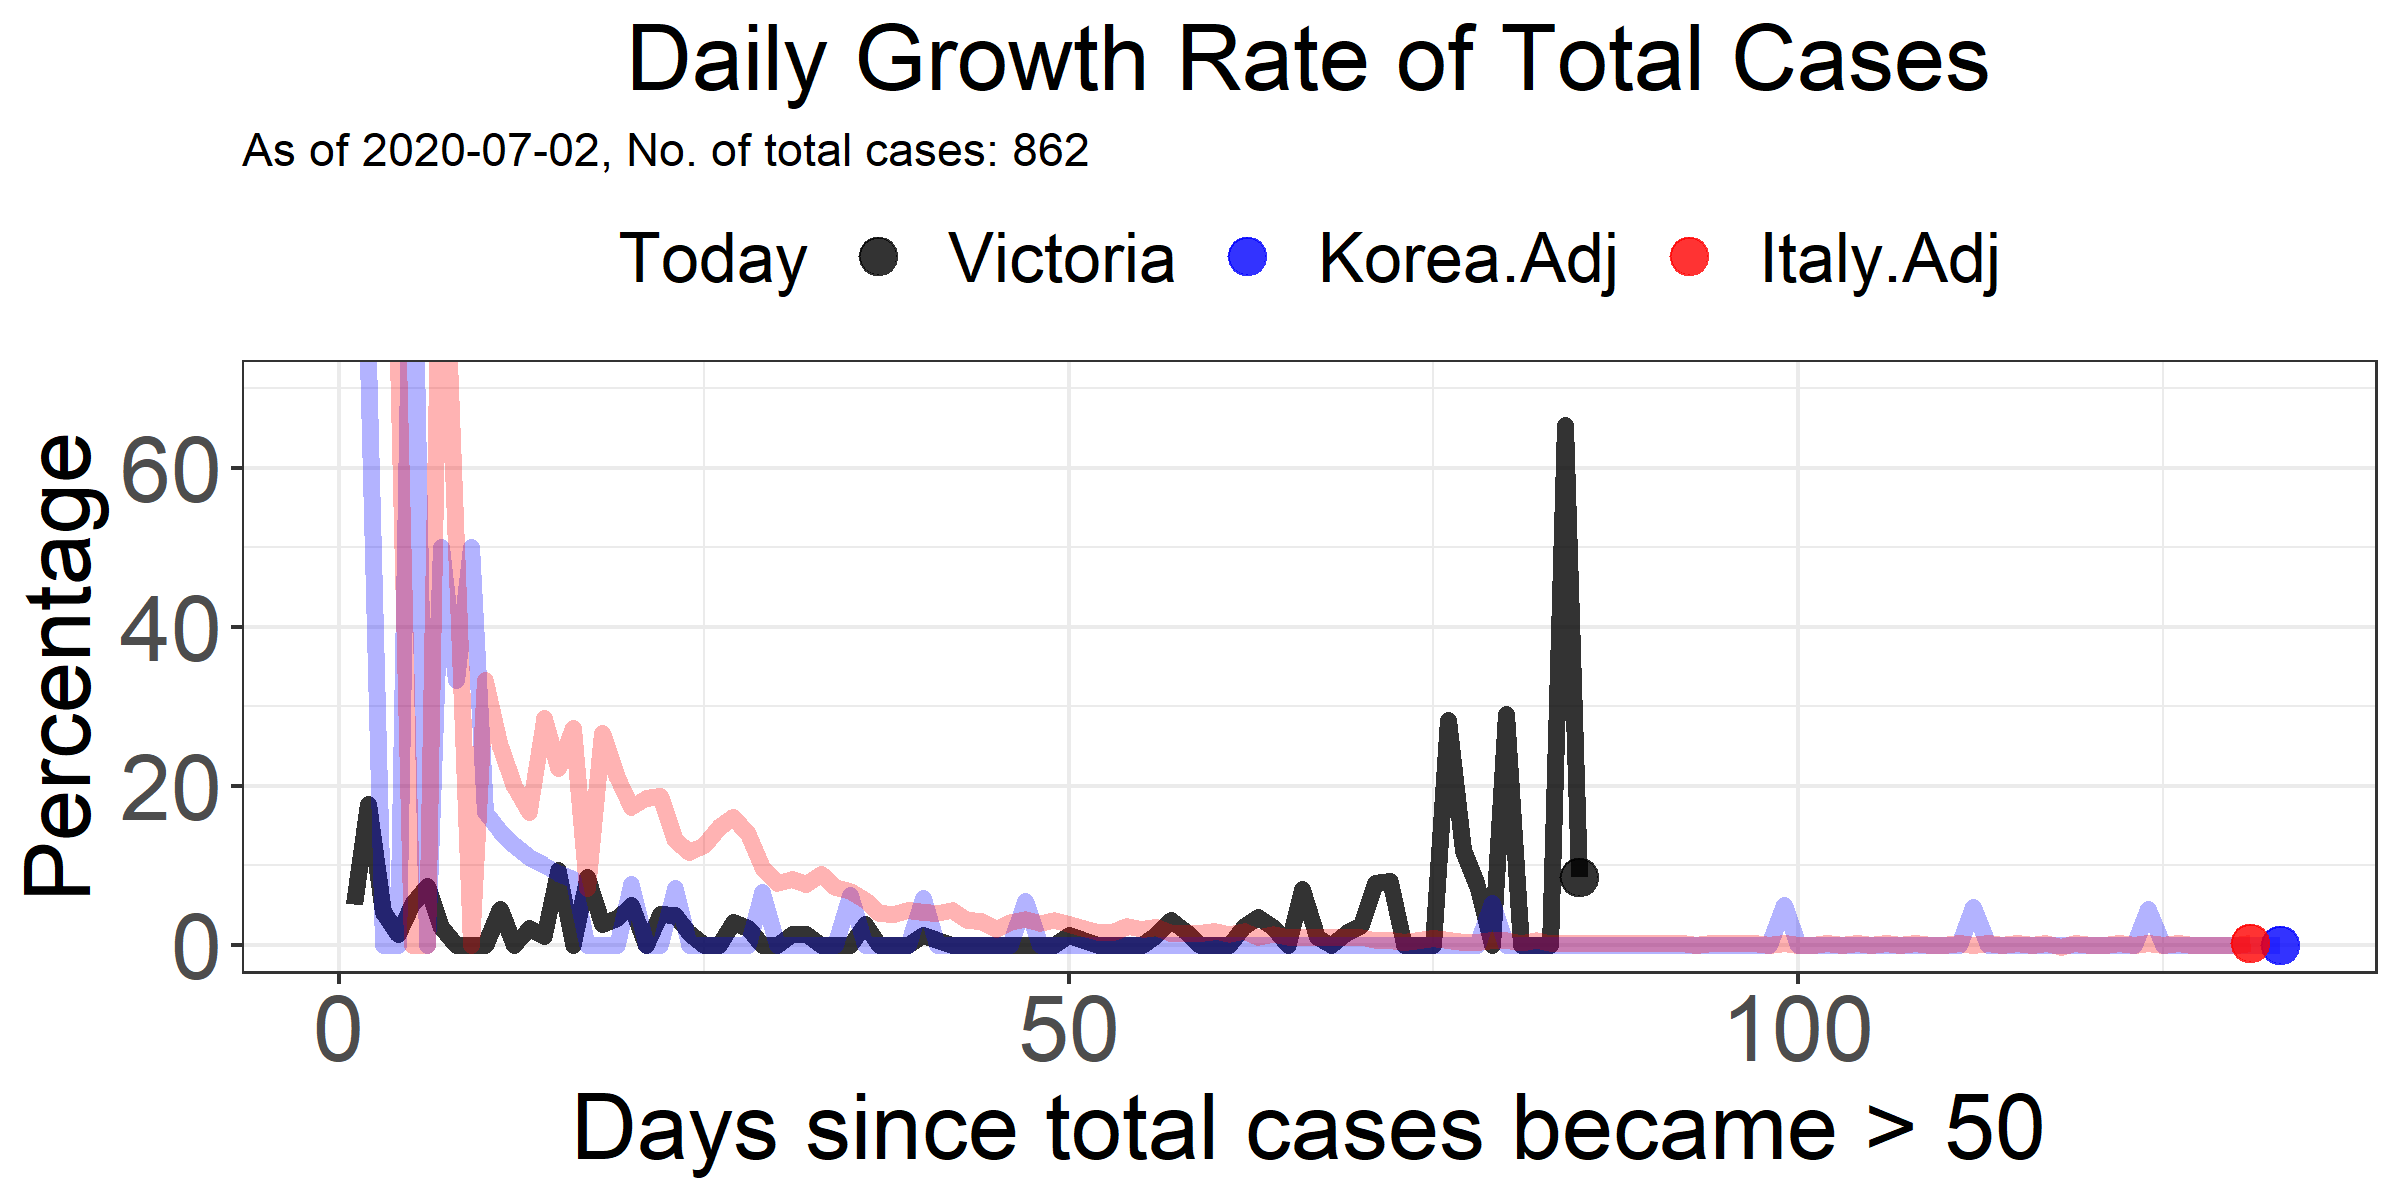 Daily Growth Rate of Total Cases
As of 2020-07-02, No. of total cases: 862
Today Victoria Korea.Adj Italy.Adj
Percentage
60
40
20
0
0 50 100
Days since total cases became > 50